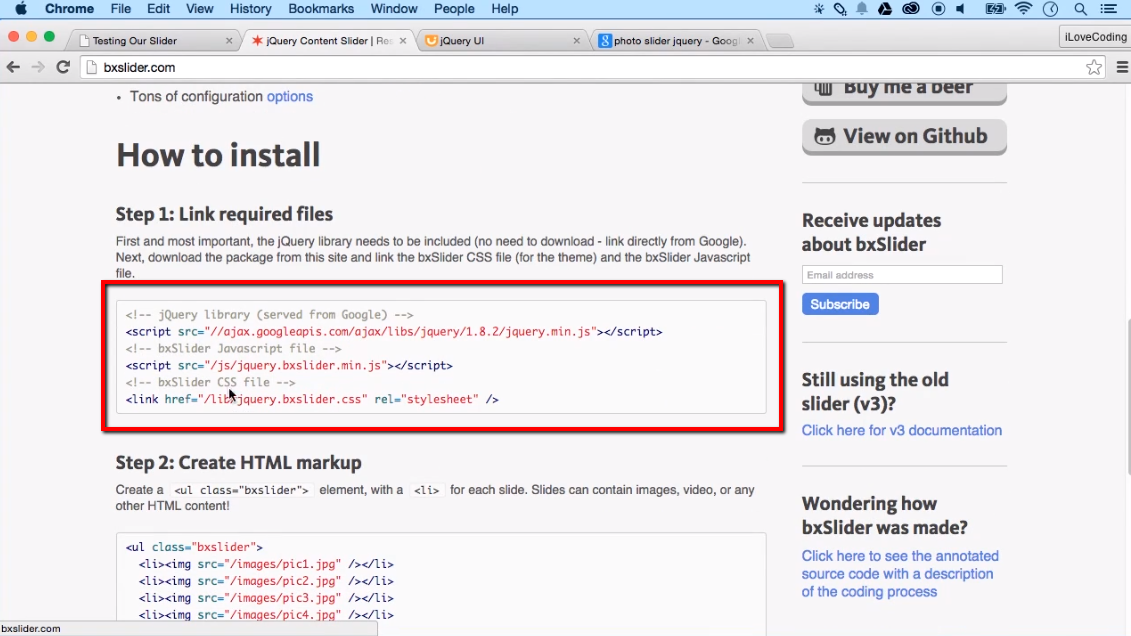 Chrome File Edit View History Bookmarks Window People Help
Testing Our Slider
jQuery Content Slider | Res
jQuery UI
photo slider jquery - Googl
iLoveCoding
bxslider.com
• Tons of configuration options
How to install
Step 1: Link required files
First and most important, the jQuery library needs to be included (no need to download - link directly from Google).
Next, download the package from this site and link the bxSlider CSS file (for the theme) and the bxSlider Javascript
file.
<!-- jQuery library (served from Google) -->
<script src="//ajax.googleapis.com/ajax/libs/jquery/1.8.2/jquery.min.js"></script>
<!-- bxSlider Javascript file -->
<script src="/js/jquery.bxslider.min.js"></script>
<!-- bxSlider CSS file -->
<link href="/lib/jquery.bxslider.css" rel="stylesheet" />
Step 2: Create HTML markup
Create a <ul class="bxslider"> element, with a <li> for each slide. Slides can contain images, video, or any
other HTML content!
<ul class="bxslider">
<li><img src="/images/pic1.jpg" /></li>
<li><img src="/images/pic2.jpg" /></li>
<li><img src="/images/pic3.jpg" /></li>
<li><img src="/images/pic4.jpg" /></li>
Buy me a beer
View on Github
Receive updates
about bxSlider
Email address
Subscribe
Still using the old
slider (v3)?
Click here for v3 documentation
Wondering how
bxSlider was made?
Click here to see the annotated
source code with a description
of the coding process
bxslider.com